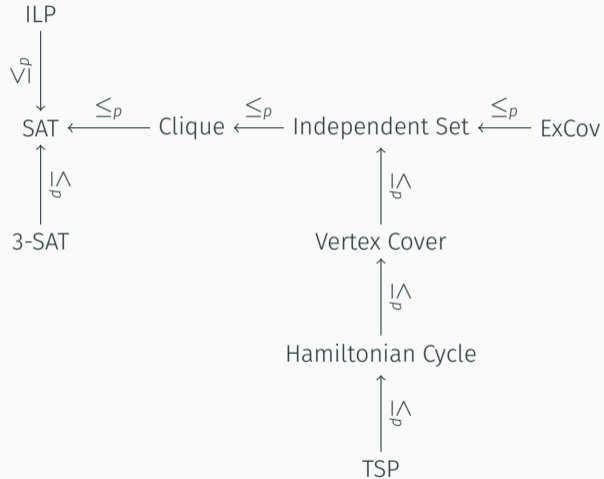 ILP
≤p
SAT ≤p Clique ≤p Independent Set ≤p ExCov
≤p ≤p
3-SAT Vertex Cover
≤p
Hamiltonian Cycle
≤p
TSP